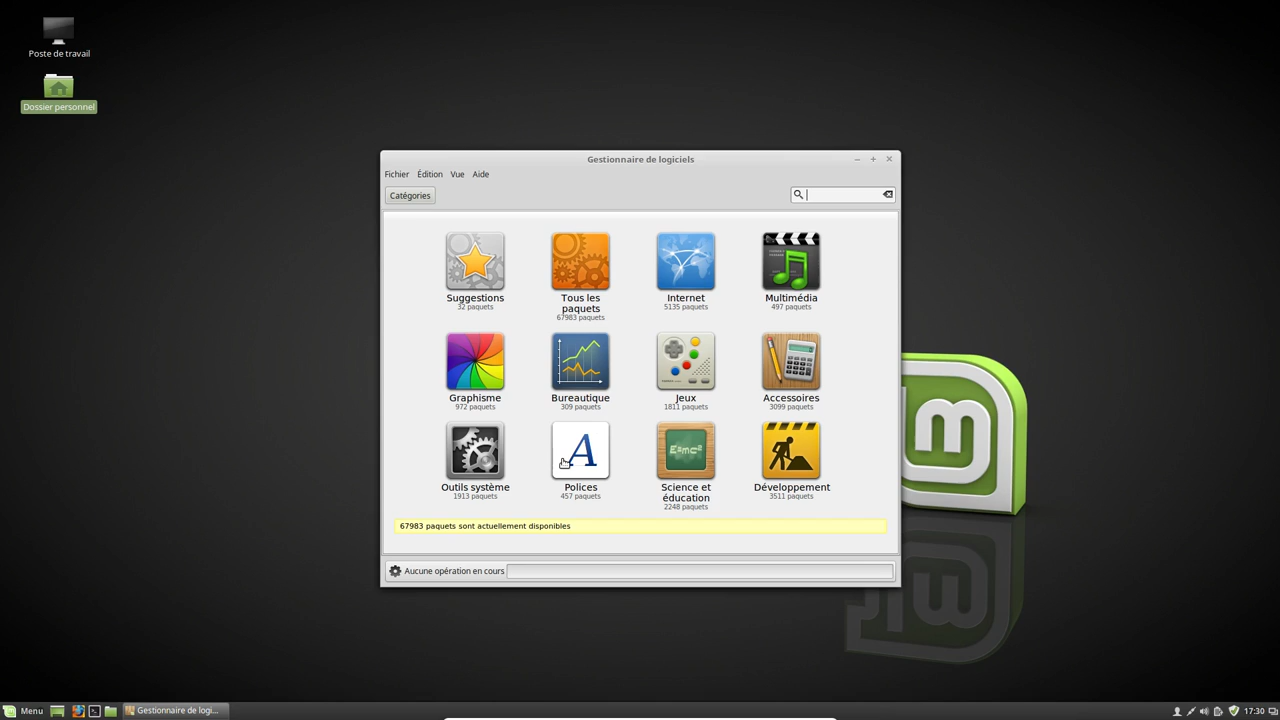 Poste de travail
Dossier personnel
Gestionnaire de logiciels
Fichier Édition Vue Aide
Catégories
Suggestions
32 paquets
Tous les
paquets
67983 paquets
Internet
5135 paquets
Multimédia
497 paquets
Graphisme
972 paquets
Bureautique
309 paquets
Jeux
1811 paquets
Accessoires
3099 paquets
Outils système
1913 paquets
A
Polices
457 paquets
E=mc²
Science et
éducation
2248 paquets
Développement
3511 paquets
67983 paquets sont actuellement disponibles
Aucune opération en cours
Menu
Gestionnaire de logi...
17:30